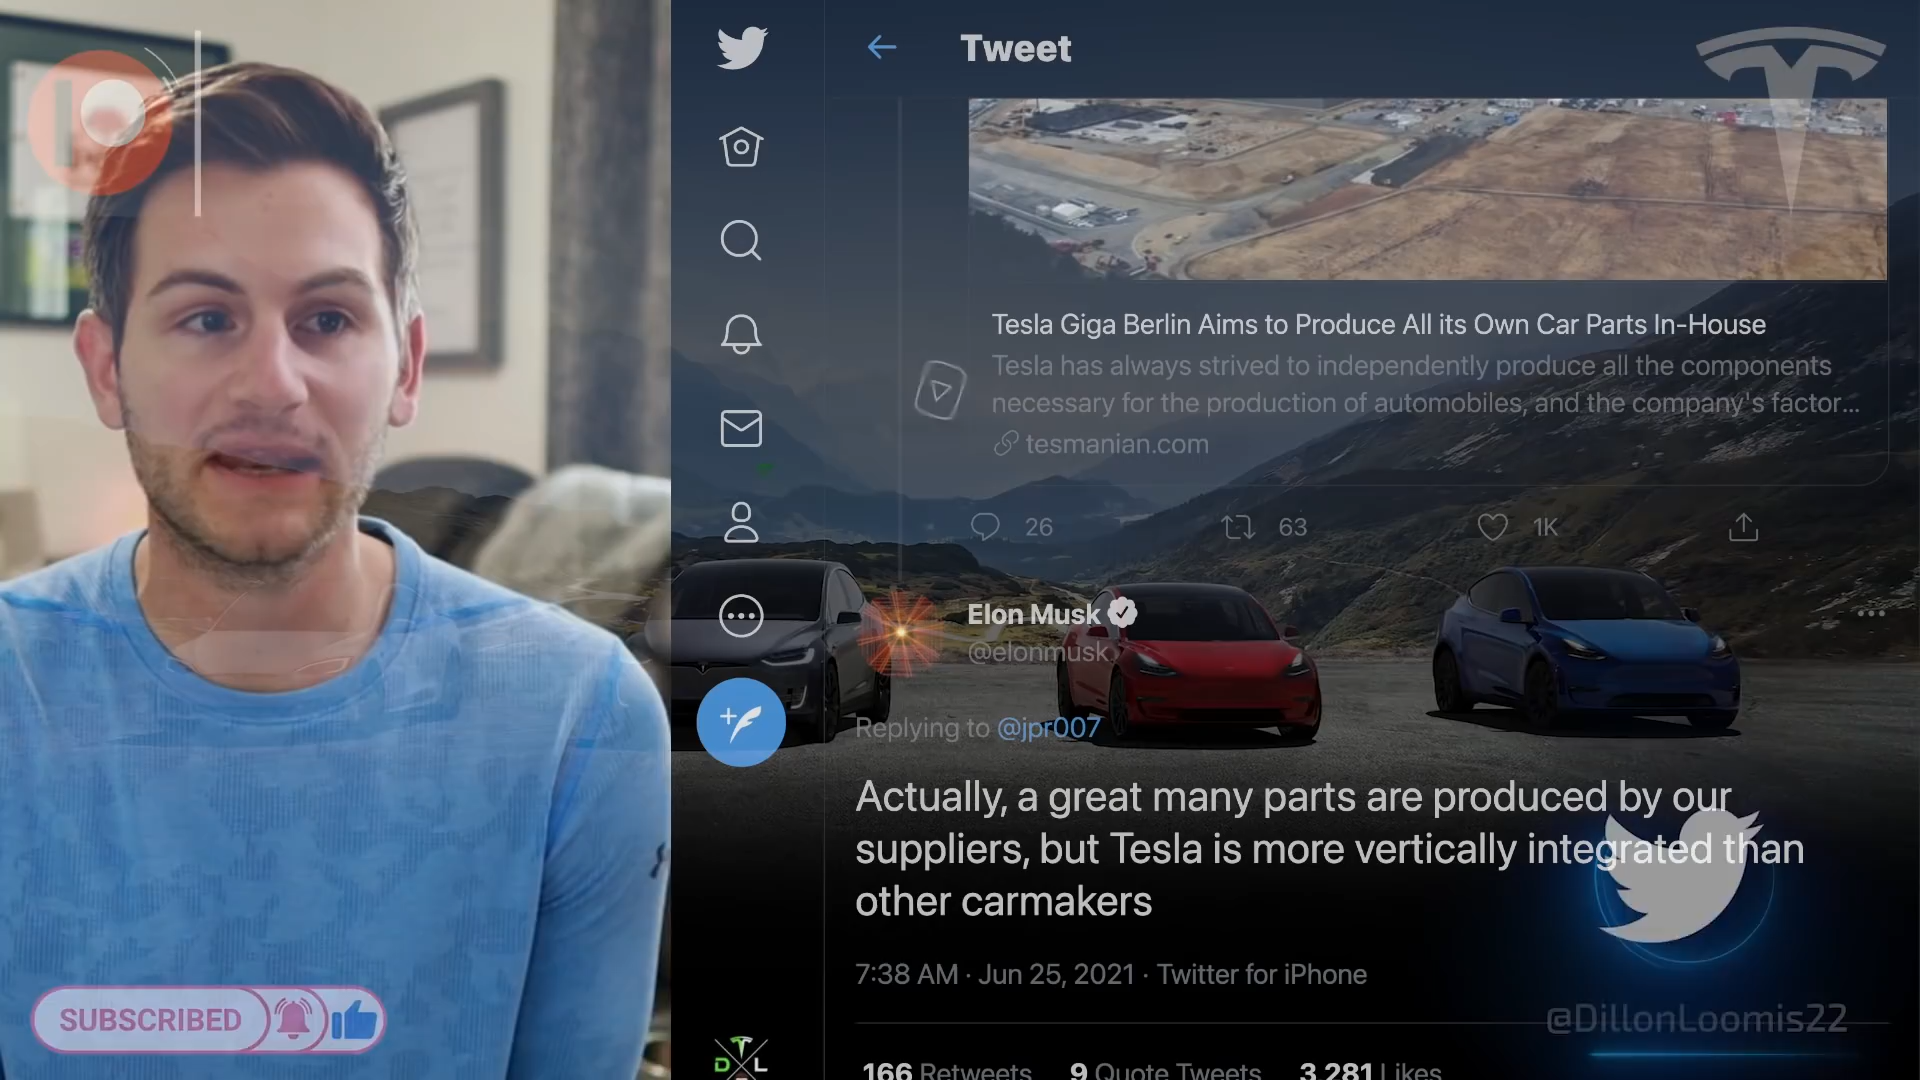 Tweet
Tesla Giga Berlin Aims to Produce All its Own Car Parts In-House
Tesla has always strived to independently produce all the components
necessary for the production of automobiles, and the company's factor...
tesmanian.com
26 63 1K
Elon Musk
@elonmusk
Replying to @jpr007
Actually, a great many parts are produced by our
suppliers, but Tesla is more vertically integrated than
other carmakers
7:38 AM · Jun 25, 2021 · Twitter for iPhone
166 Retweets 9 Quote Tweets 3,281 Likes
@DillonLoomis22
SUBSCRIBED
D L